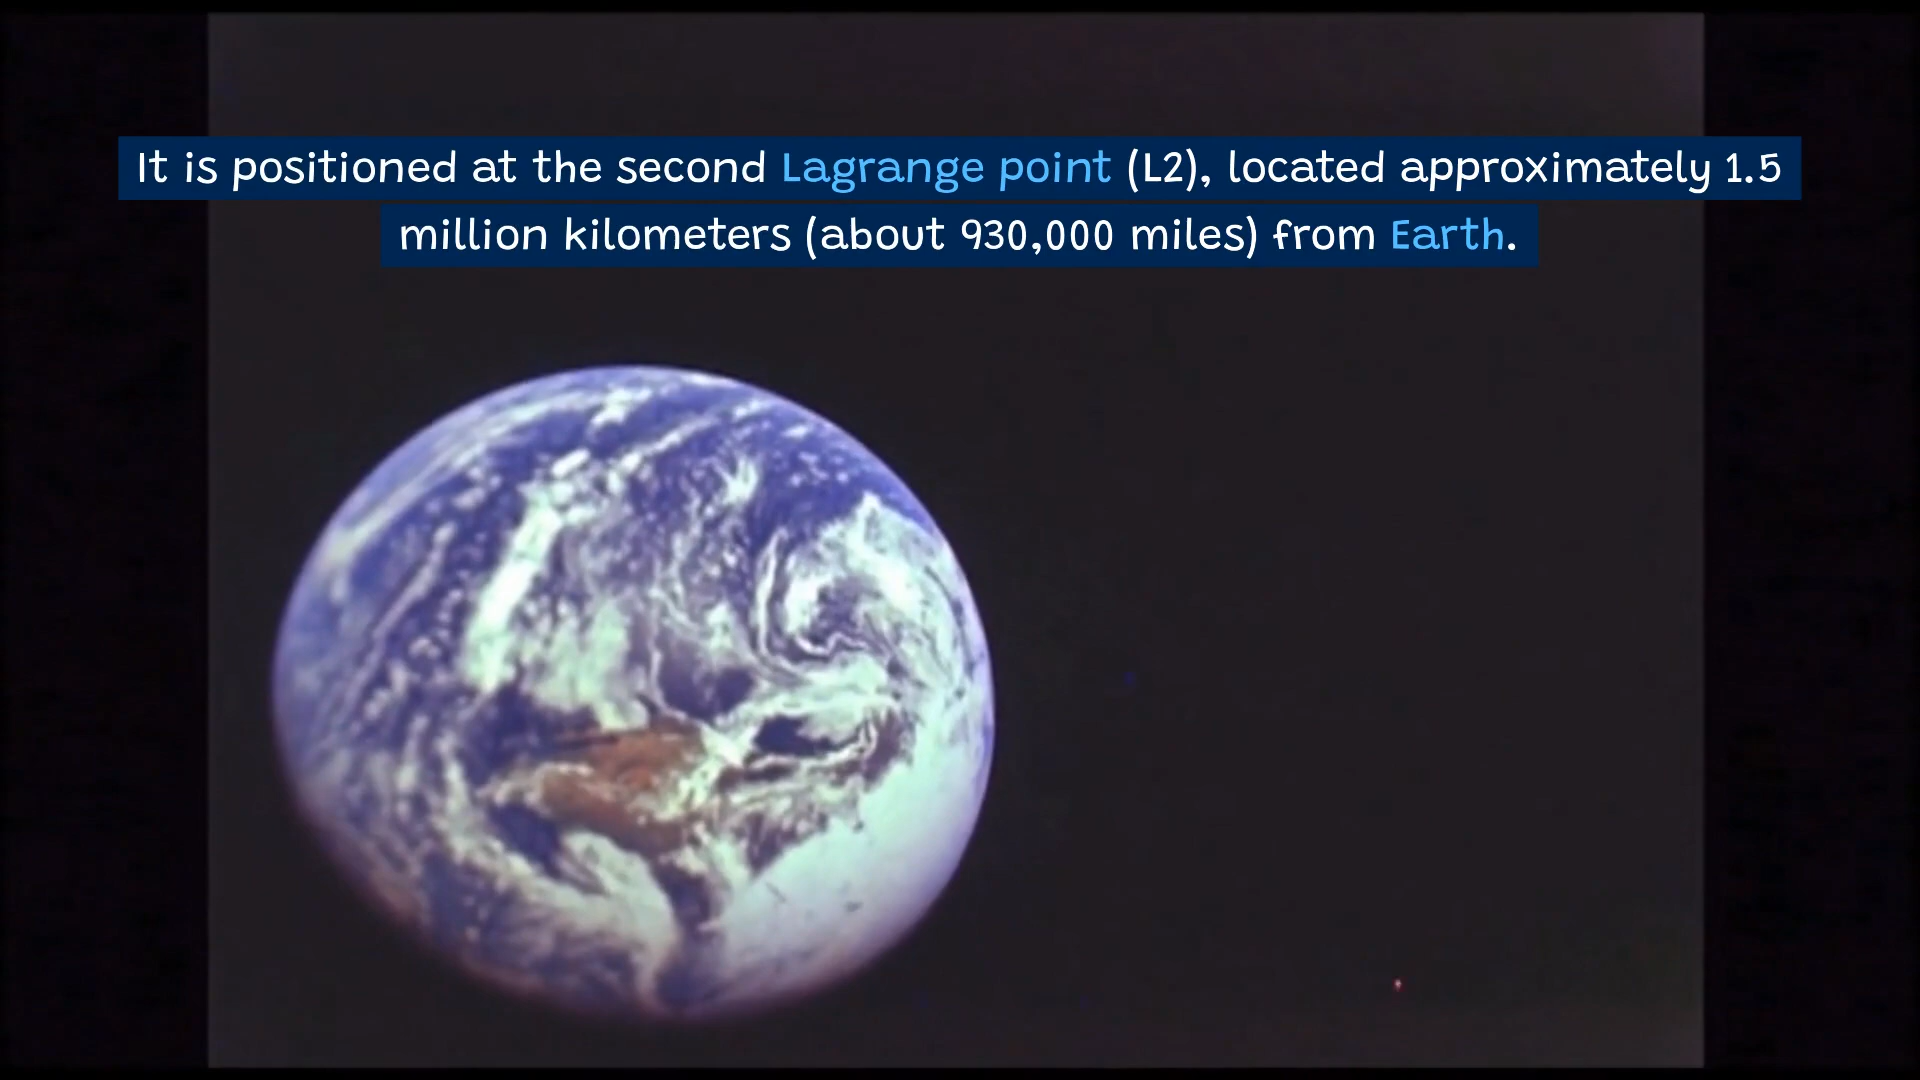 It is positioned at the second Lagrange point (L2), located approximately 1.5
million kilometers (about 930,000 miles) from Earth.